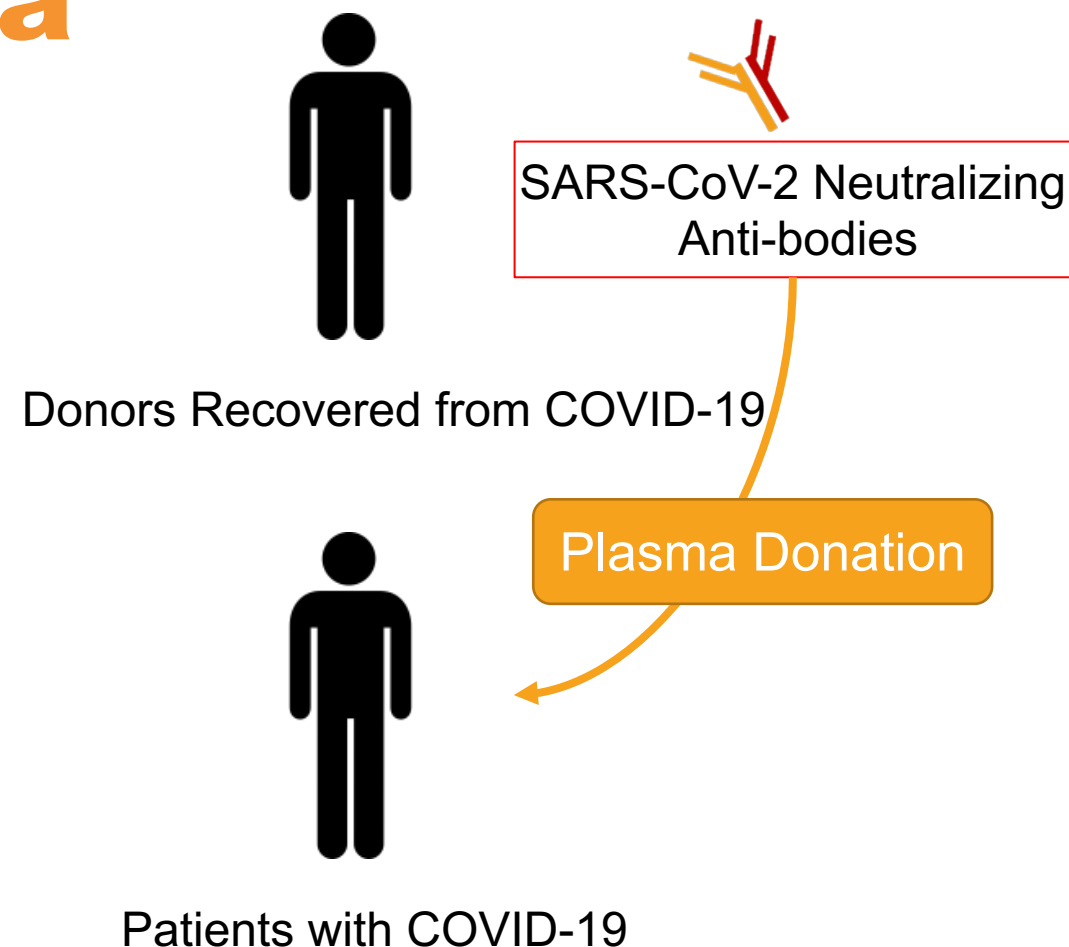 a
SARS-CoV-2 Neutralizing
Anti-bodies
Donors Recovered from COVID-19
Plasma Donation
Patients with COVID-19